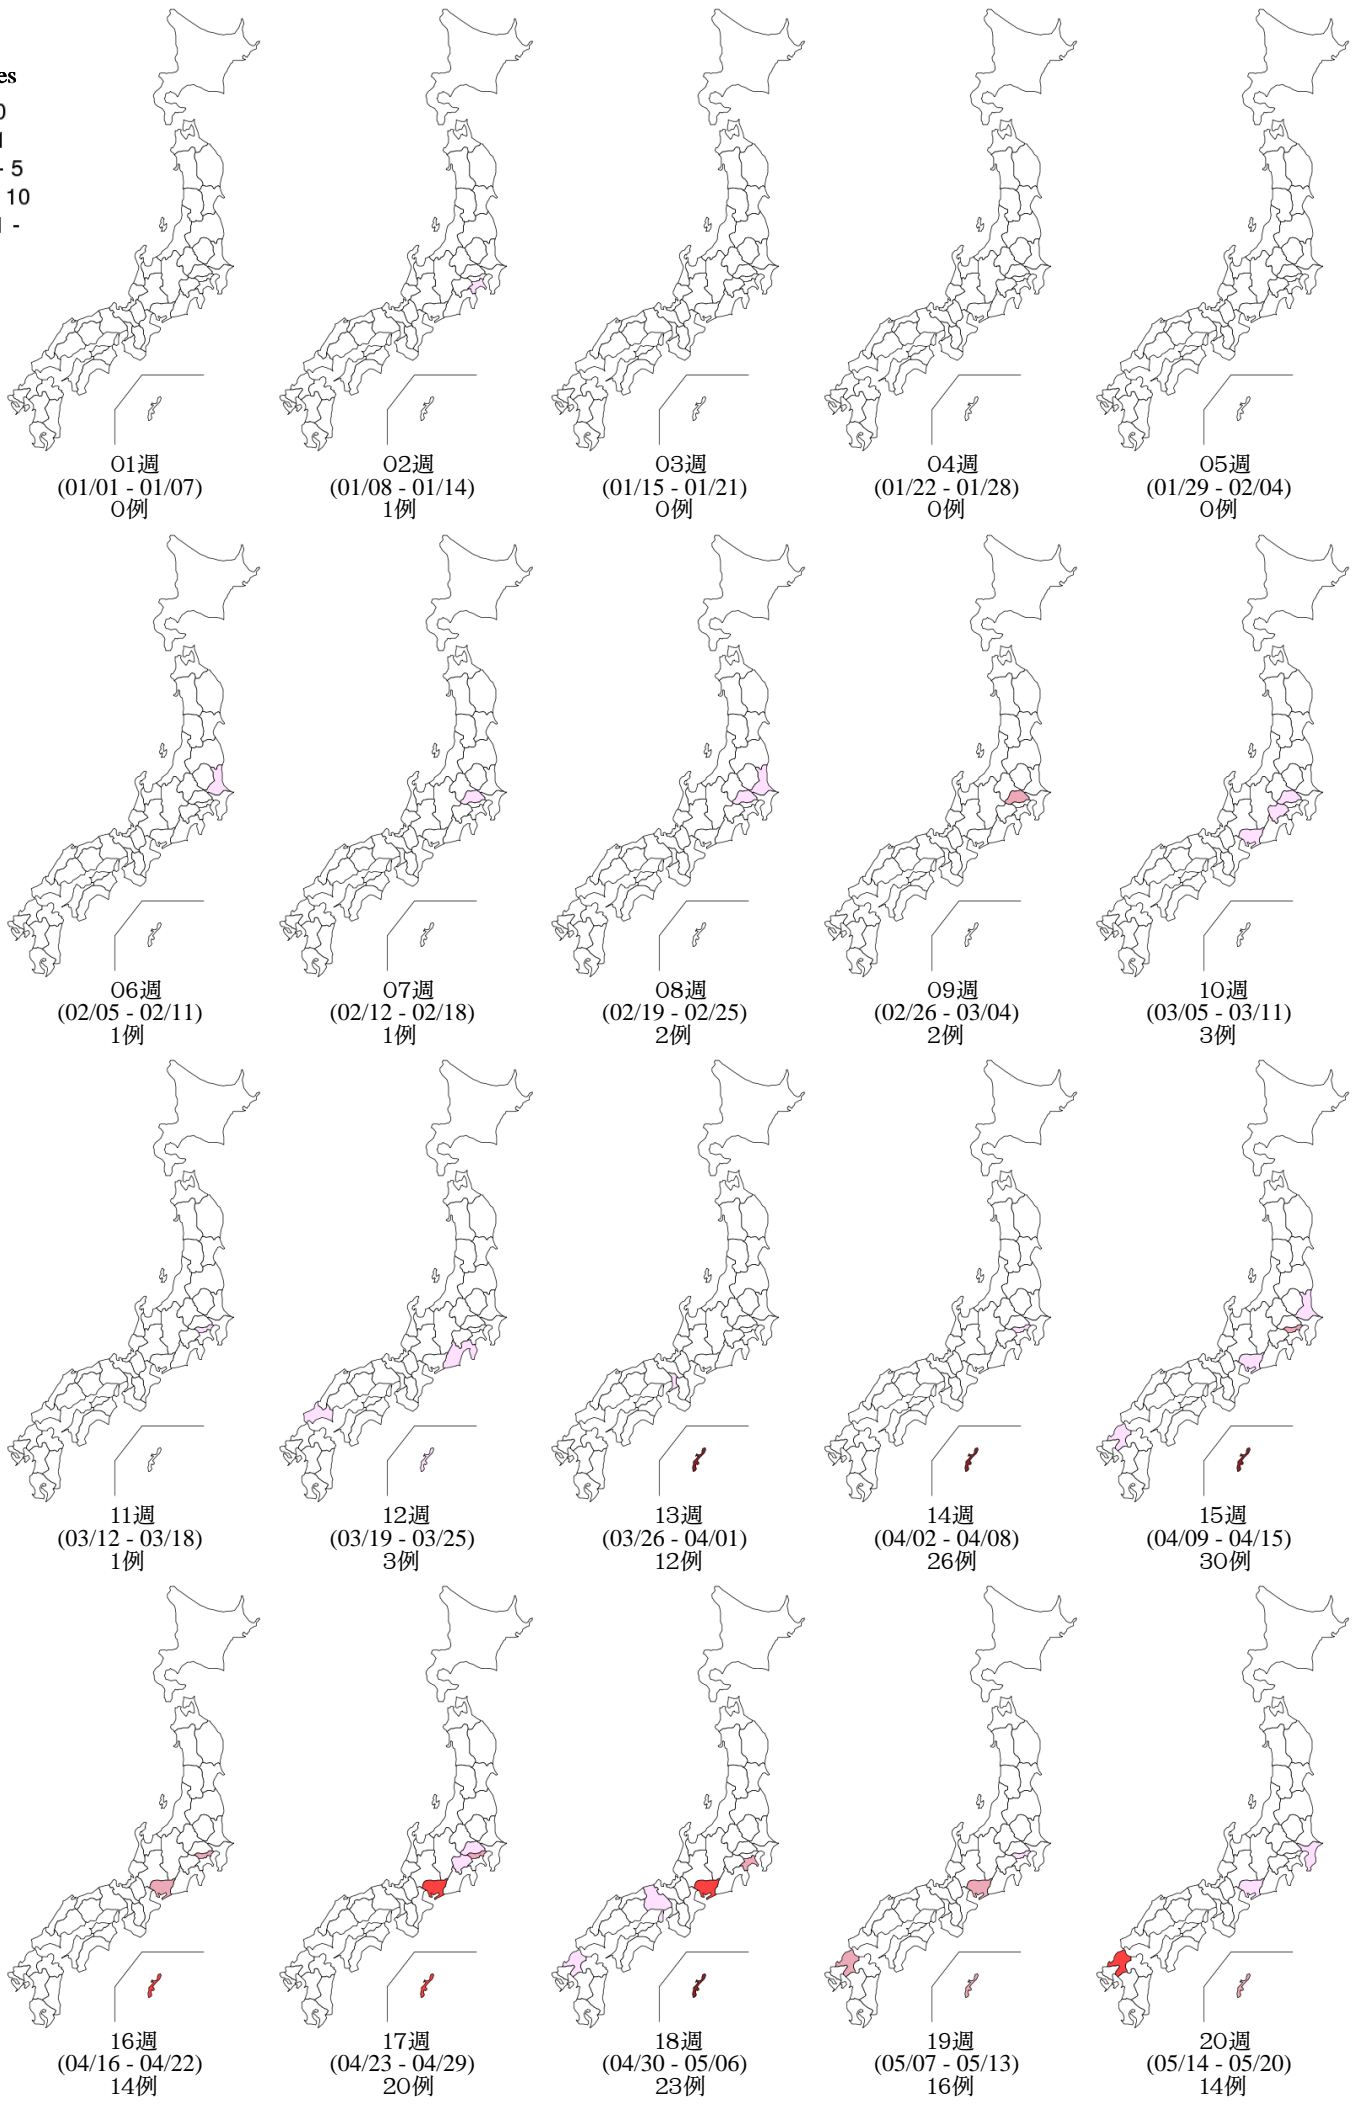 es
0
1
- 5
10
1 -
01週
(01/01 - 01/07)
0例
02週
(01/08 - 01/14)
1例
03週
(01/15 - 01/21)
0例
04週
(01/22 - 01/28)
0例
05週
(01/29 - 02/04)
0例
06週
(02/05 - 02/11)
1例
07週
(02/12 - 02/18)
1例
08週
(02/19 - 02/25)
2例
09週
(02/26 - 03/04)
2例
10週
(03/05 - 03/11)
3例
11週
(03/12 - 03/18)
1例
12週
(03/19 - 03/25)
3例
13週
(03/26 - 04/01)
12例
14週
(04/02 - 04/08)
26例
15週
(04/09 - 04/15)
30例
16週
(04/16 - 04/22)
14例
17週
(04/23 - 04/29)
20例
18週
(04/30 - 05/06)
23例
19週
(05/07 - 05/13)
16例
20週
(05/14 - 05/20)
14例